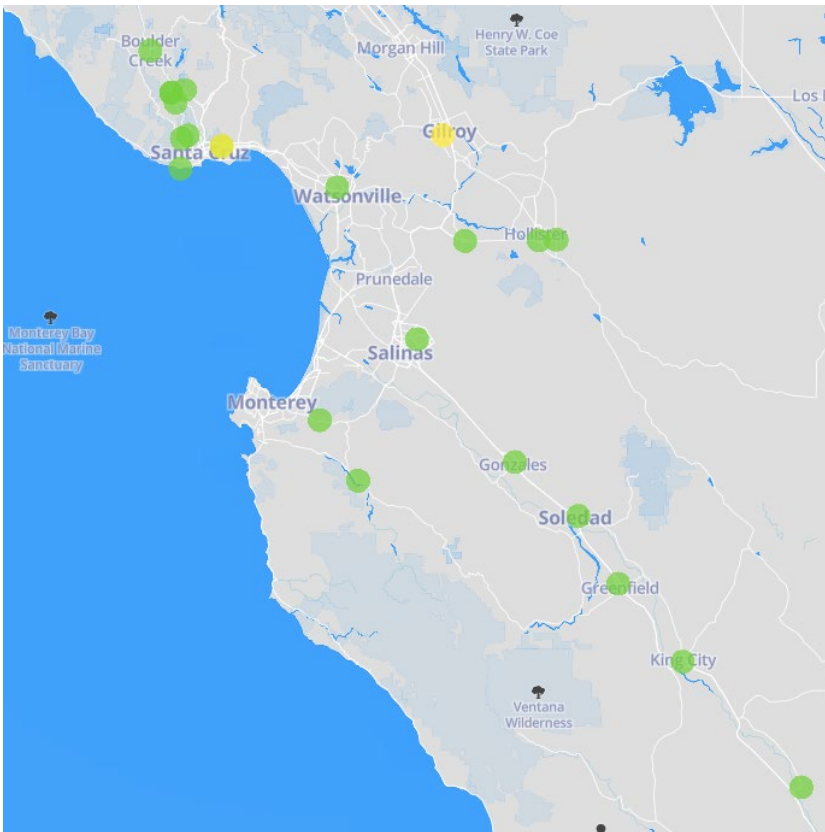 Henry W. Coe
State Park
Boulder
Creek
Morgan Hill
Los
Gilroy
Santa Cruz
Watsonville
Hollister
Prunedale
Monterey Bay
National Marine
Sanctuary
Salinas
Monterey
Gonzales
Soledad
Greenfield
King City
Ventana
Wilderness